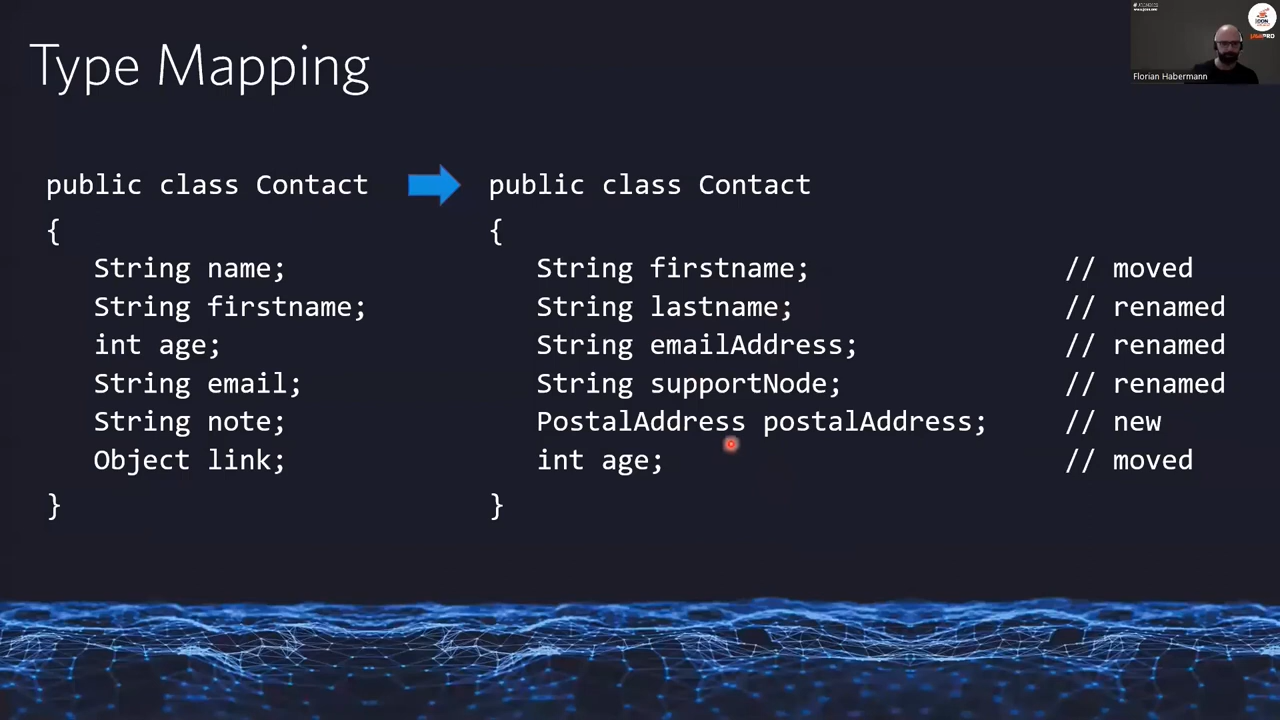 Type Mapping
Florian Habermann
public class Contact
{
String name;
String firstname;
int age;
String email;
String note;
Object link;
}
public class Contact
{
String firstname; // moved
String lastname; // renamed
String emailAddress; // renamed
String supportNode; // renamed
PostalAddress postalAddress; // new
int age; // moved
}